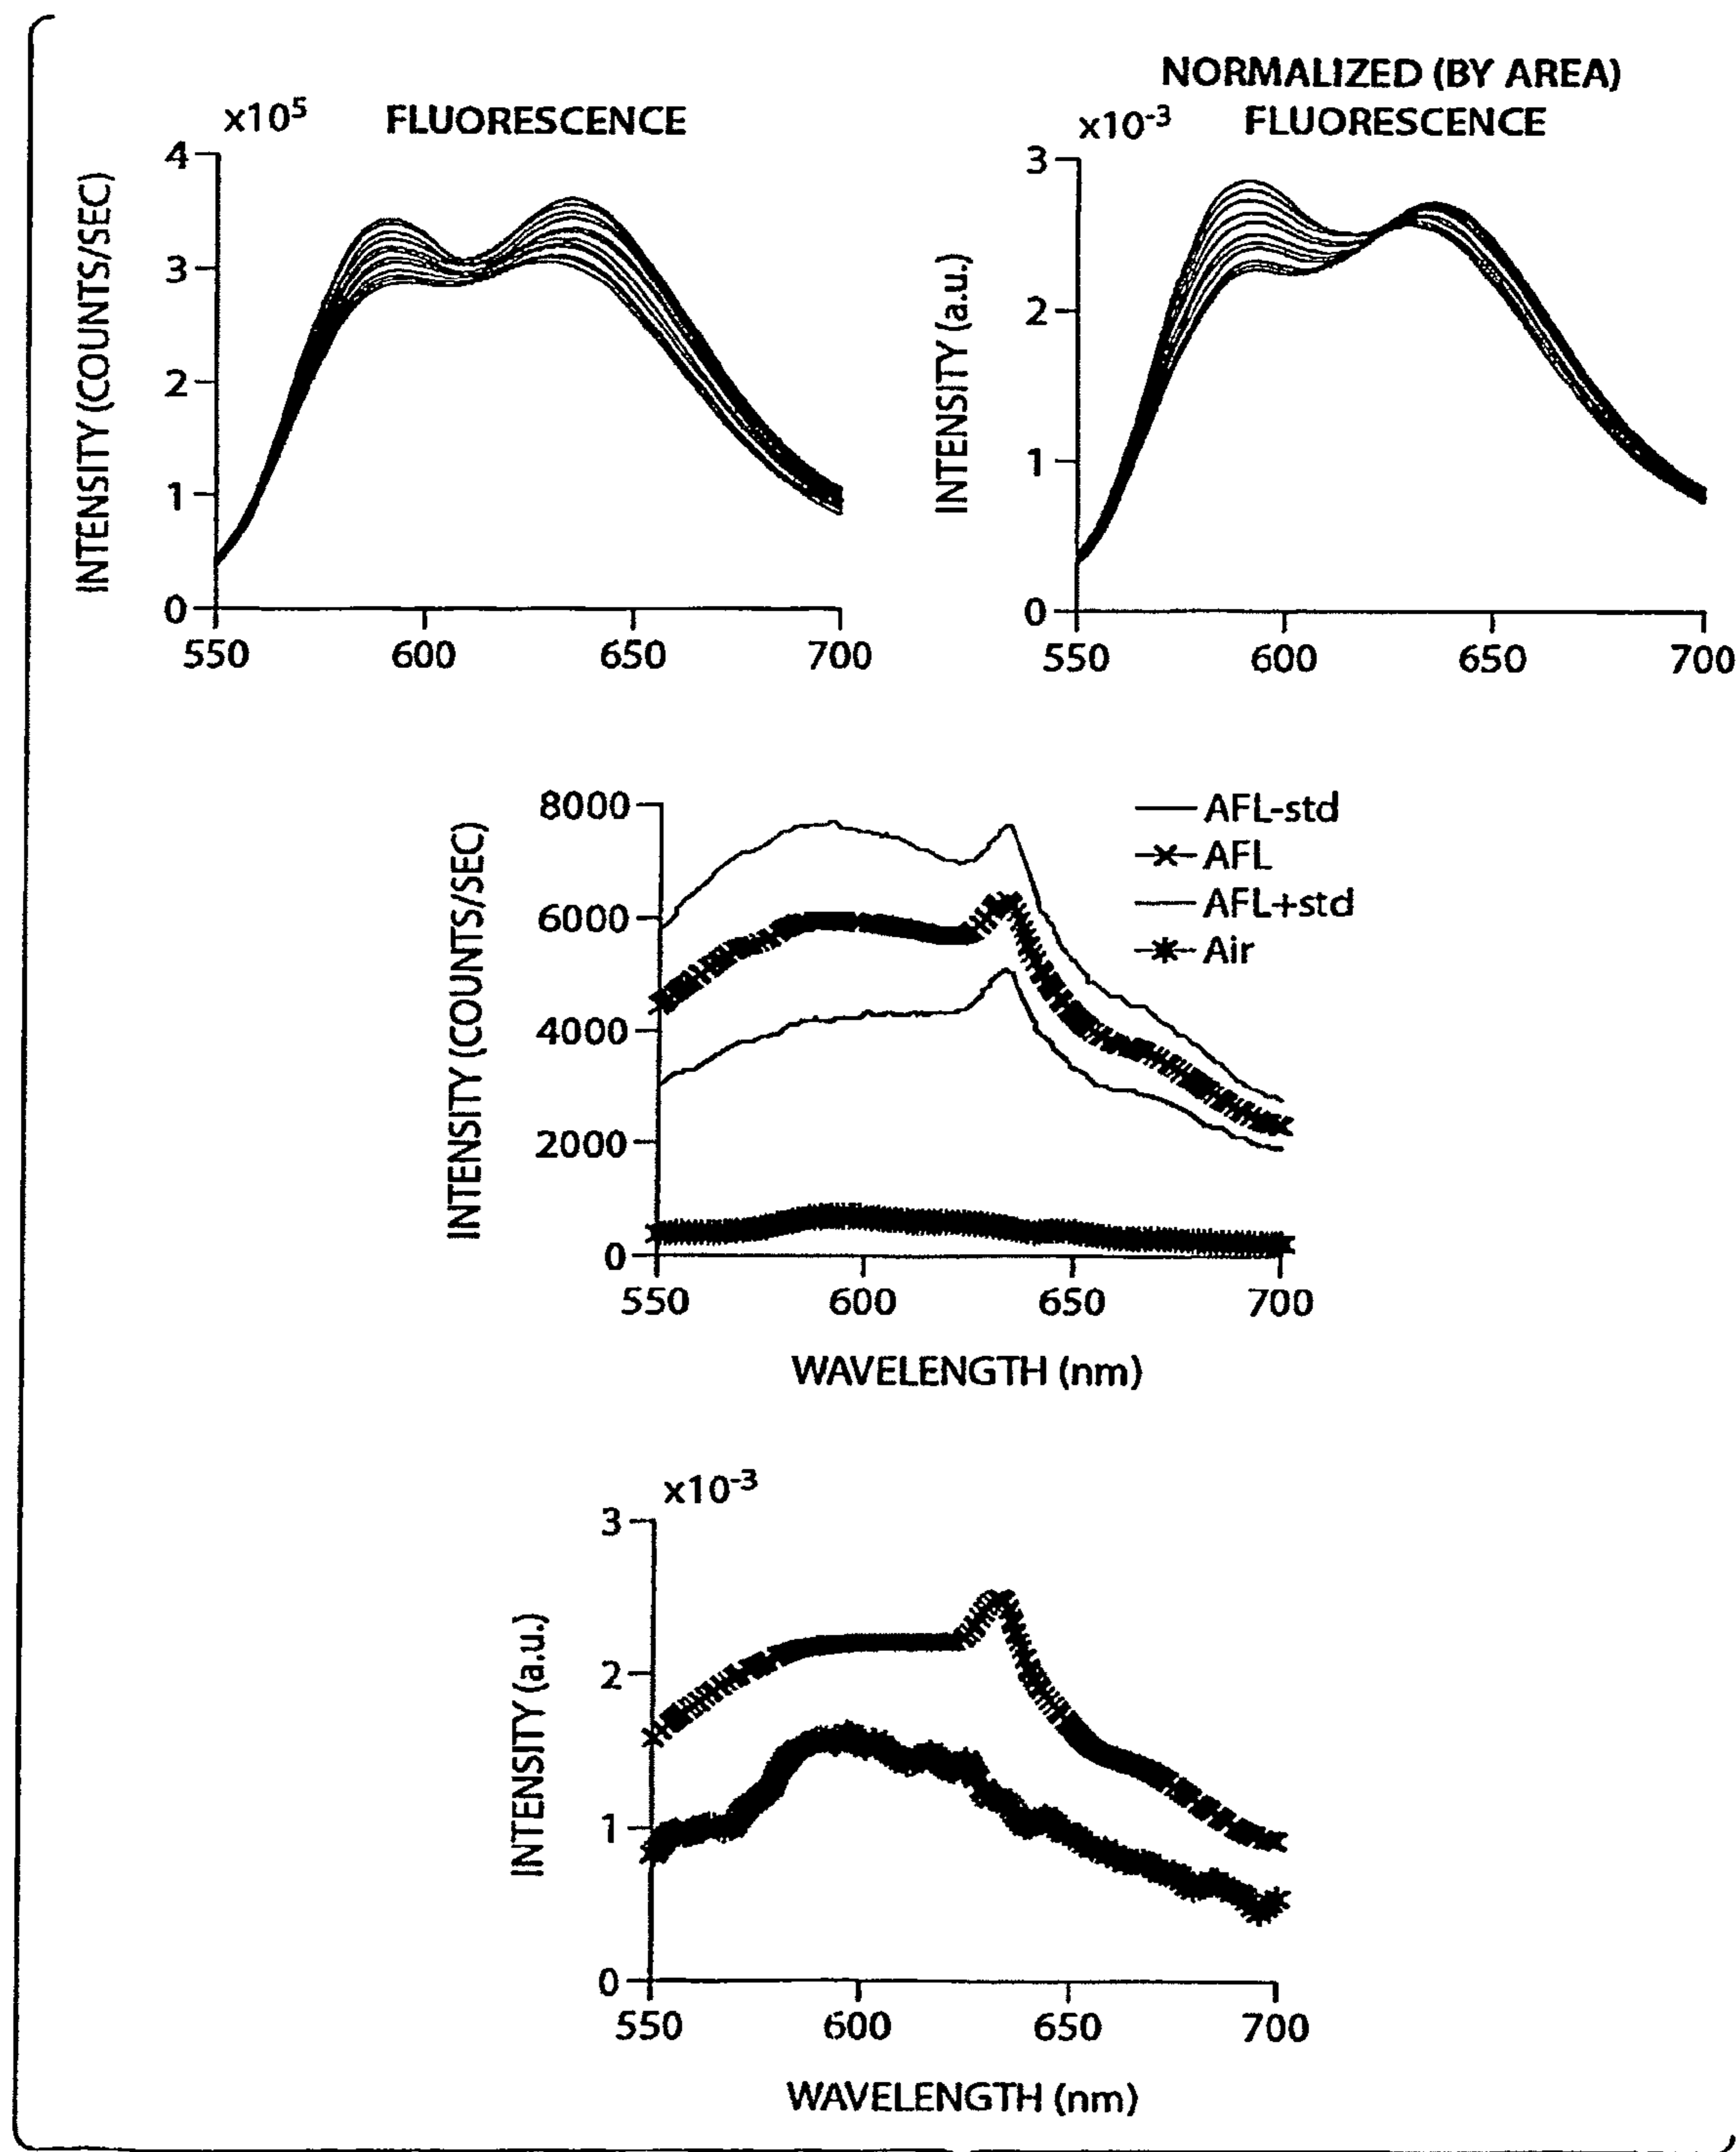 NORMALIZED (BY AREA)
x10⁵ FLUORESCENCE
x10⁻³ FLUORESCENCE
INTENSITY (COUNTS/SEC)
4
3
2
1
0
550 600 650 700
INTENSITY (a.u.)
3
2
1
0
550 600 650 700
INTENSITY (COUNTS/SEC)
8000
6000
4000
2000
0
550 600 650 700
WAVELENGTH (nm)
AFL-std
AFL
AFL+std
Air
x10⁻³
INTENSITY (a.u.)
3
2
1
0
550 600 650 700
WAVELENGTH (nm)